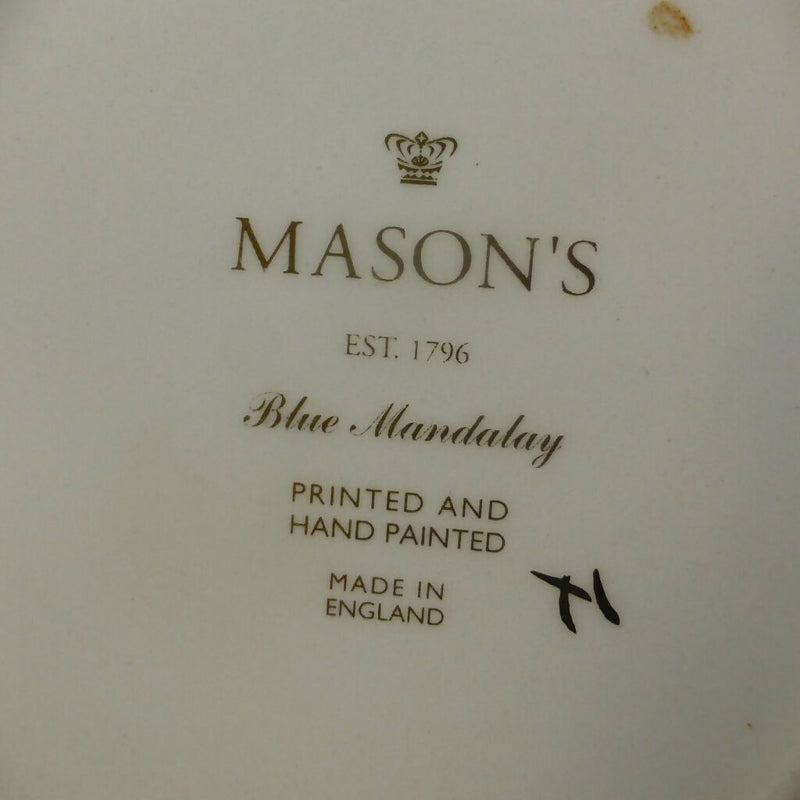 MASON'S
EST. 1796
Blue Mandalay
PRINTED AND
HAND PAINTED
MADE IN
ENGLAND